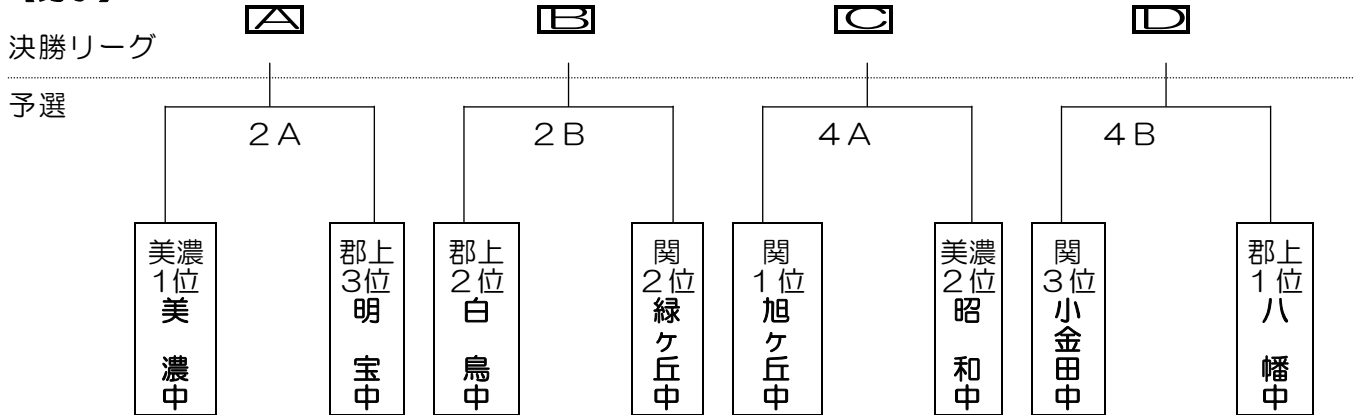 A B C D
決勝リーグ
予選
2A 2B 4A 4B
美濃1位 美濃中
郡上3位 明宝中
郡上2位 白鳥中
関2位 緑ヶ丘中
関1位 旭ヶ丘中
美濃2位 昭和中
関3位 小金田中
郡上1位 八幡中